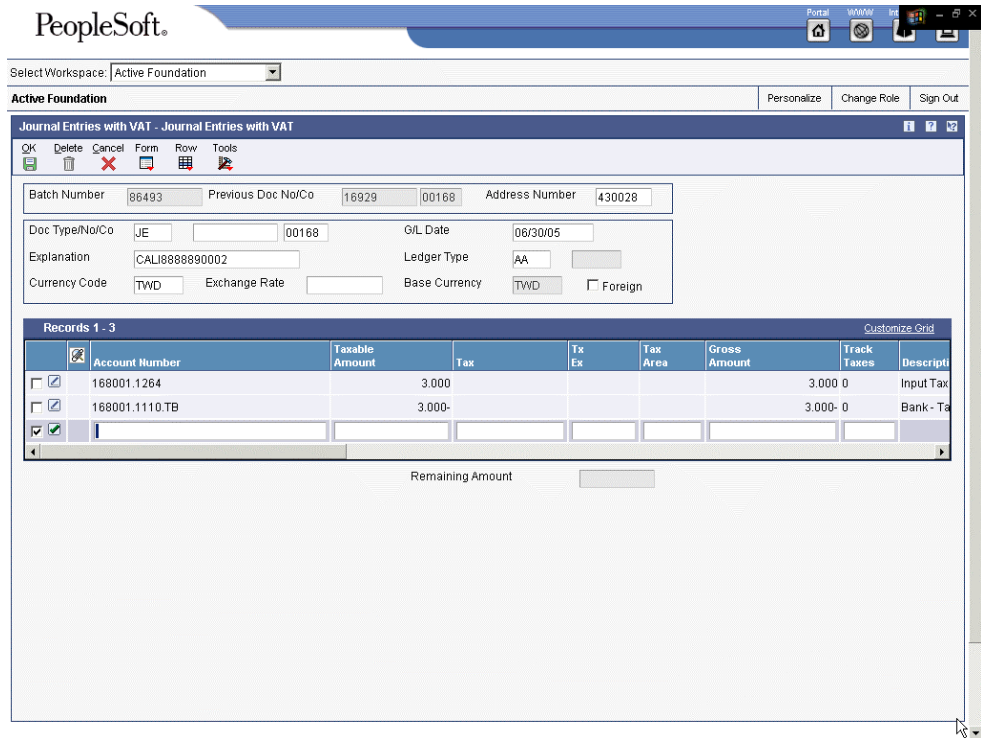 PeopleSoft.
Portal WWW Int
Select Workspace: Active Foundation
Active Foundation Personalize Change Role Sign Out
Journal Entries with VAT - Journal Entries with VAT
OK Delete Cancel Form Row Tools
Batch Number 86493 Previous Doc No/Co 16929 00168 Address Number 430028
Doc Type/No/Co JE 00168 G/L Date 06/30/05
Explanation CALI8888890002 Ledger Type AA
Currency Code TWD Exchange Rate Base Currency TWD Foreign
Records 1 - 3 Customize Grid
Account Number Taxable Amount Tax Tx Ex Tax Area Gross Amount Track Taxes Descripti
168001.1264 3.000 3.000 0 Input Tax
168001.1110.TB 3.000- 3.000- 0 Bank - Ta
Remaining Amount